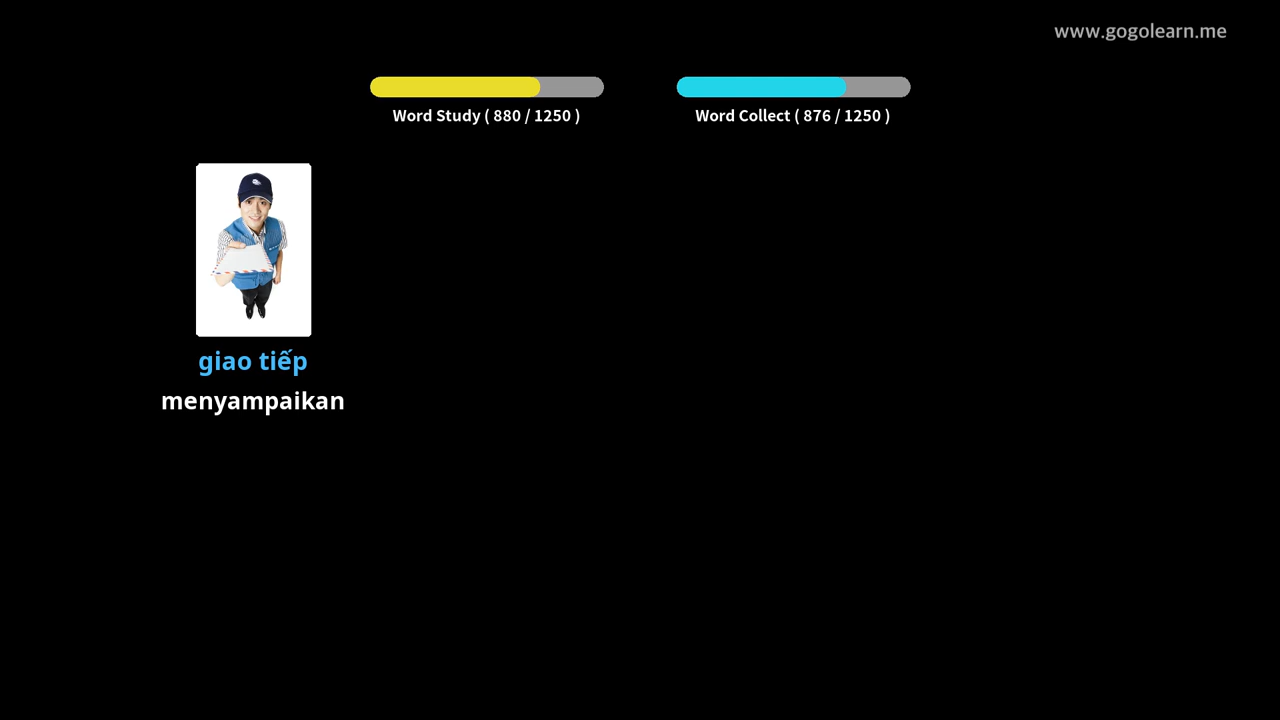 www.gogolearn.me
Word Study ( 880 / 1250 )
Word Collect ( 876 / 1250 )
giao tiếp
menyampaikan